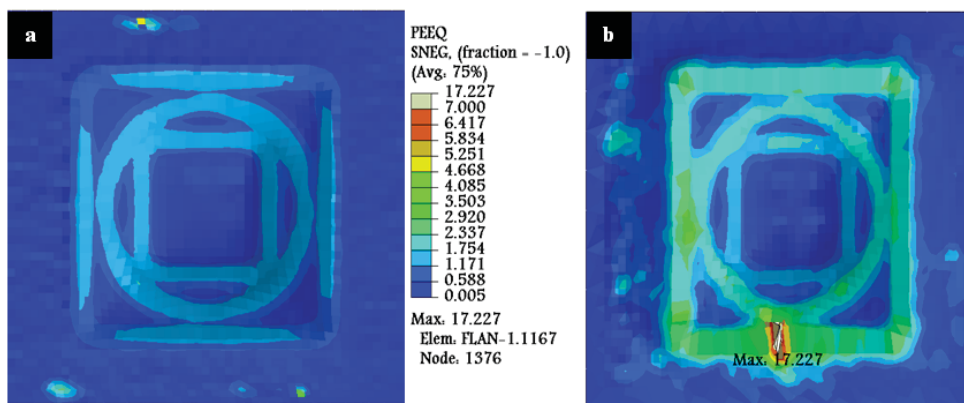 a
PEEQ
SNEG, (fraction = -1.0)
(Avg: 75%)
17.227
7.000
6.417
5.834
5.251
4.668
4.085
3.503
2.920
2.337
1.754
1.171
0.588
0.005
Max: 17.227
Elem: FLAN-1.1167
Node: 1376
b
Max: 17.227